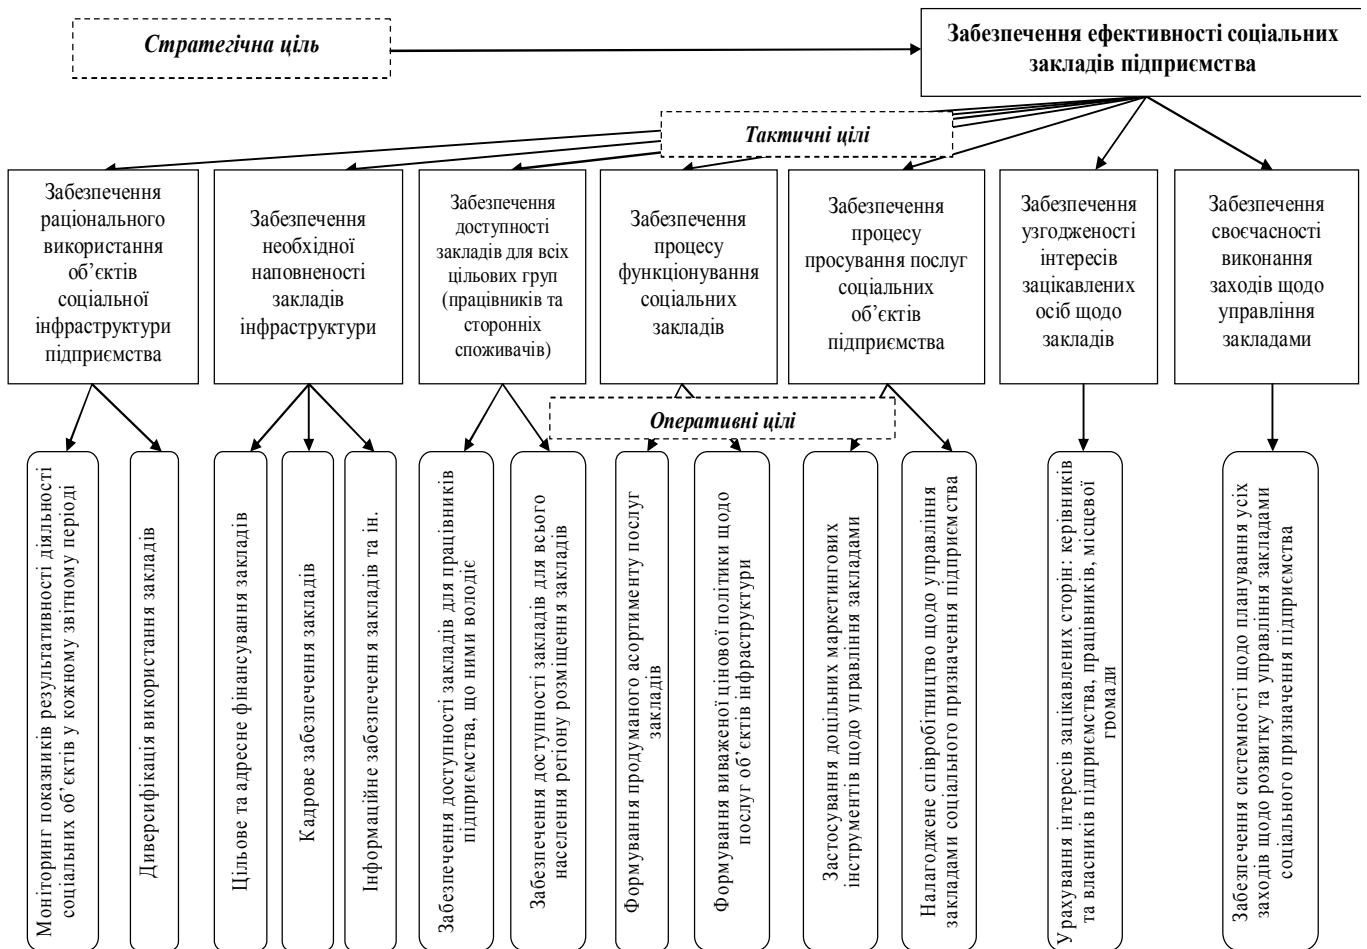 Стратегічна ціль
Забезпечення ефективності соціальних
закладів підприємства
Тактичні цілі
Забезпечення
раціонального
використання
об’єктів
соціальної
інфраструктури
підприємства
Забезпечення
необхідної
наповненості
закладів
інфраструктури
Забезпечення
доступності
закладів для всіх
цільових груп
(працівників та
сторонніх
споживачів)
Забезпечення
процесу
функціонування
соціальних
закладів
Забезпечення
процесу
просування послуг
соціальних
об’єктів
підприємства
Забезпечення
узгодженості
інтересів
зацікавлених
осіб щодо
закладів
Забезпечення
своєчасності
виконання
заходів щодо
управління
закладами
Оперативні цілі
Моніторинг показників результативності діяльності
соціальних об’єктів у кожному звітному періоді
Диверсифікація використання закладів
Цільове та адресне фінансування закладів
Кадрове забезпечення закладів
Інформаційне забезпечення закладів та ін.
Забезпечення доступності закладів для працівників
підприємства, що ними володіє
Забезпечення доступності закладів для всього
населення регіону розміщення закладів
Формування продуманого асортименту послуг
закладів
Формування виваженої цінової політики щодо
послуг об’єктів інфраструктури
Застосування доцільних маркетингових
інструментів щодо управління закладами
Налагоджене співробітництво щодо управління
закладами соціального призначення підприємства
Урахування інтересів зацікавлених сторін: керівників
та власників підприємства, працівників, місцевої
громади
Забезпечення системності щодо планування усіх
заходів щодо розвитку та управління закладами
соціального призначення підприємства